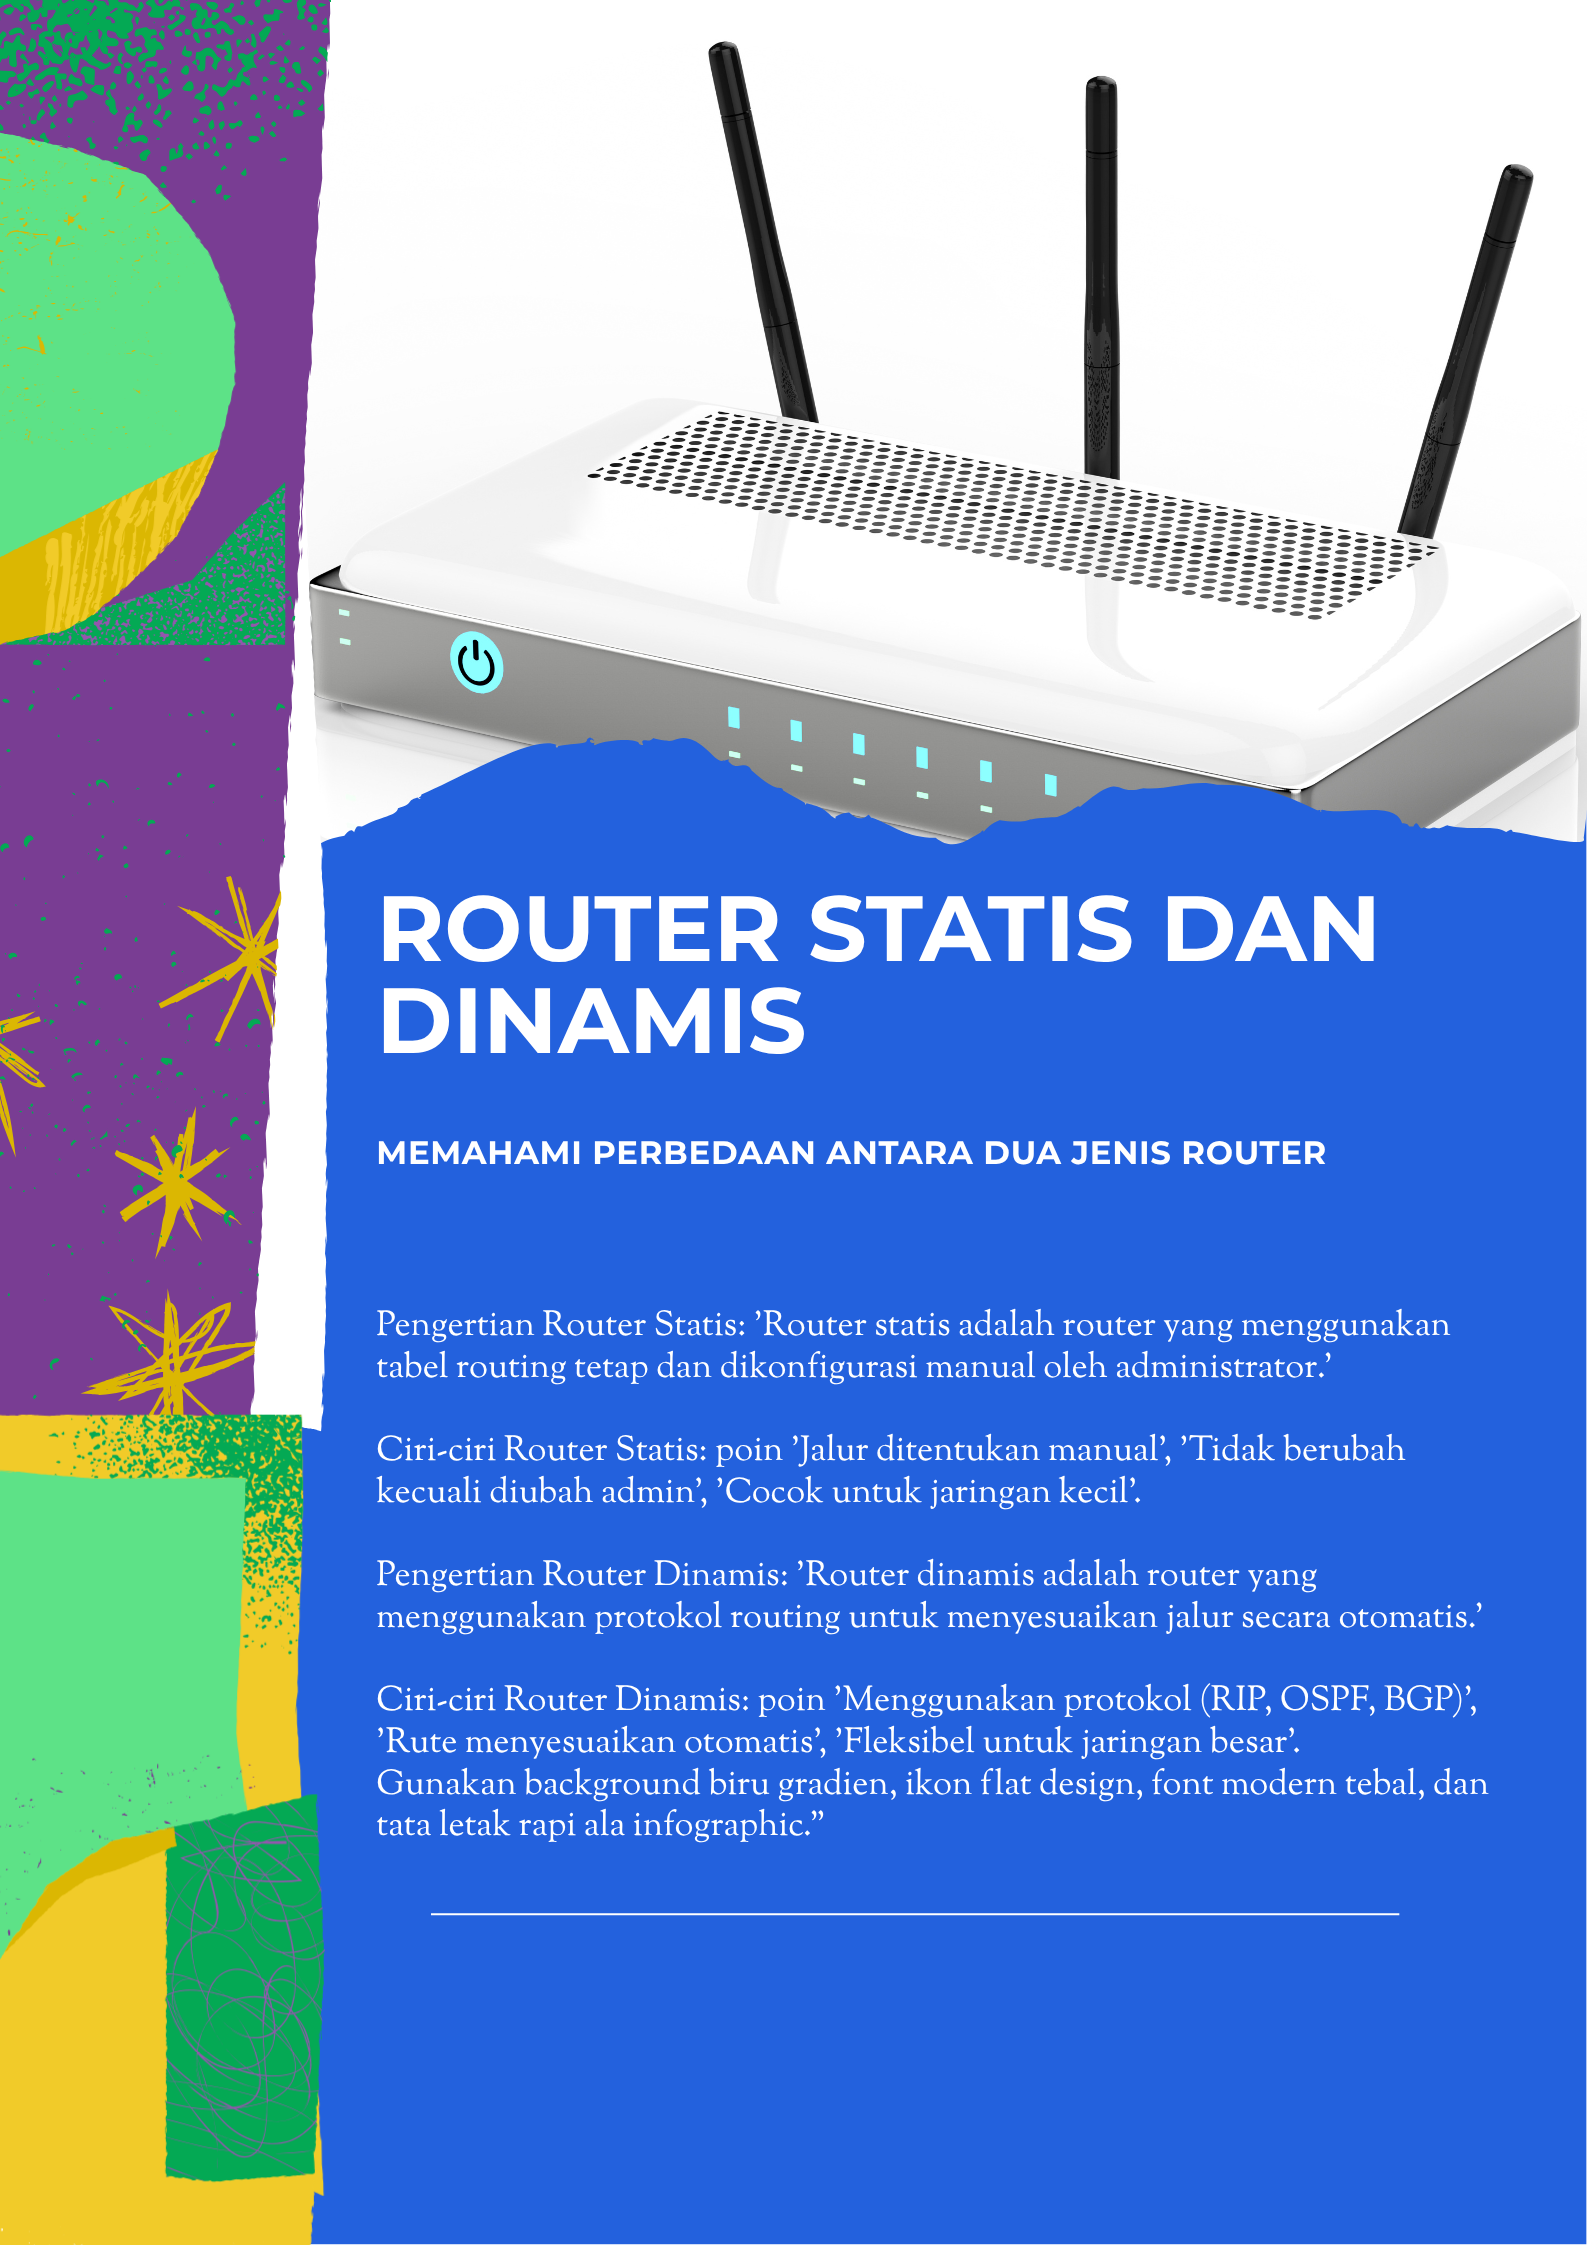 ROUTER STATIS DAN
DINAMIS
MEMAHAMI PERBEDAAN ANTARA DUA JENIS ROUTER
Pengertian Router Statis: ’Router statis adalah router yang menggunakan
tabel routing tetap dan dikonfigurasi manual oleh administrator.’
Ciri-ciri Router Statis: poin ’Jalur ditentukan manual’, ’Tidak berubah
kecuali diubah admin’, ’Cocok untuk jaringan kecil’.
Pengertian Router Dinamis: ’Router dinamis adalah router yang
menggunakan protokol routing untuk menyesuaikan jalur secara otomatis.’
Ciri-ciri Router Dinamis: poin ’Menggunakan protokol (RIP, OSPF, BGP)’,
’Rute menyesuaikan otomatis’, ’Fleksibel untuk jaringan besar’.
Gunakan background biru gradien, ikon flat design, font modern tebal, dan
tata letak rapi ala infographic.”